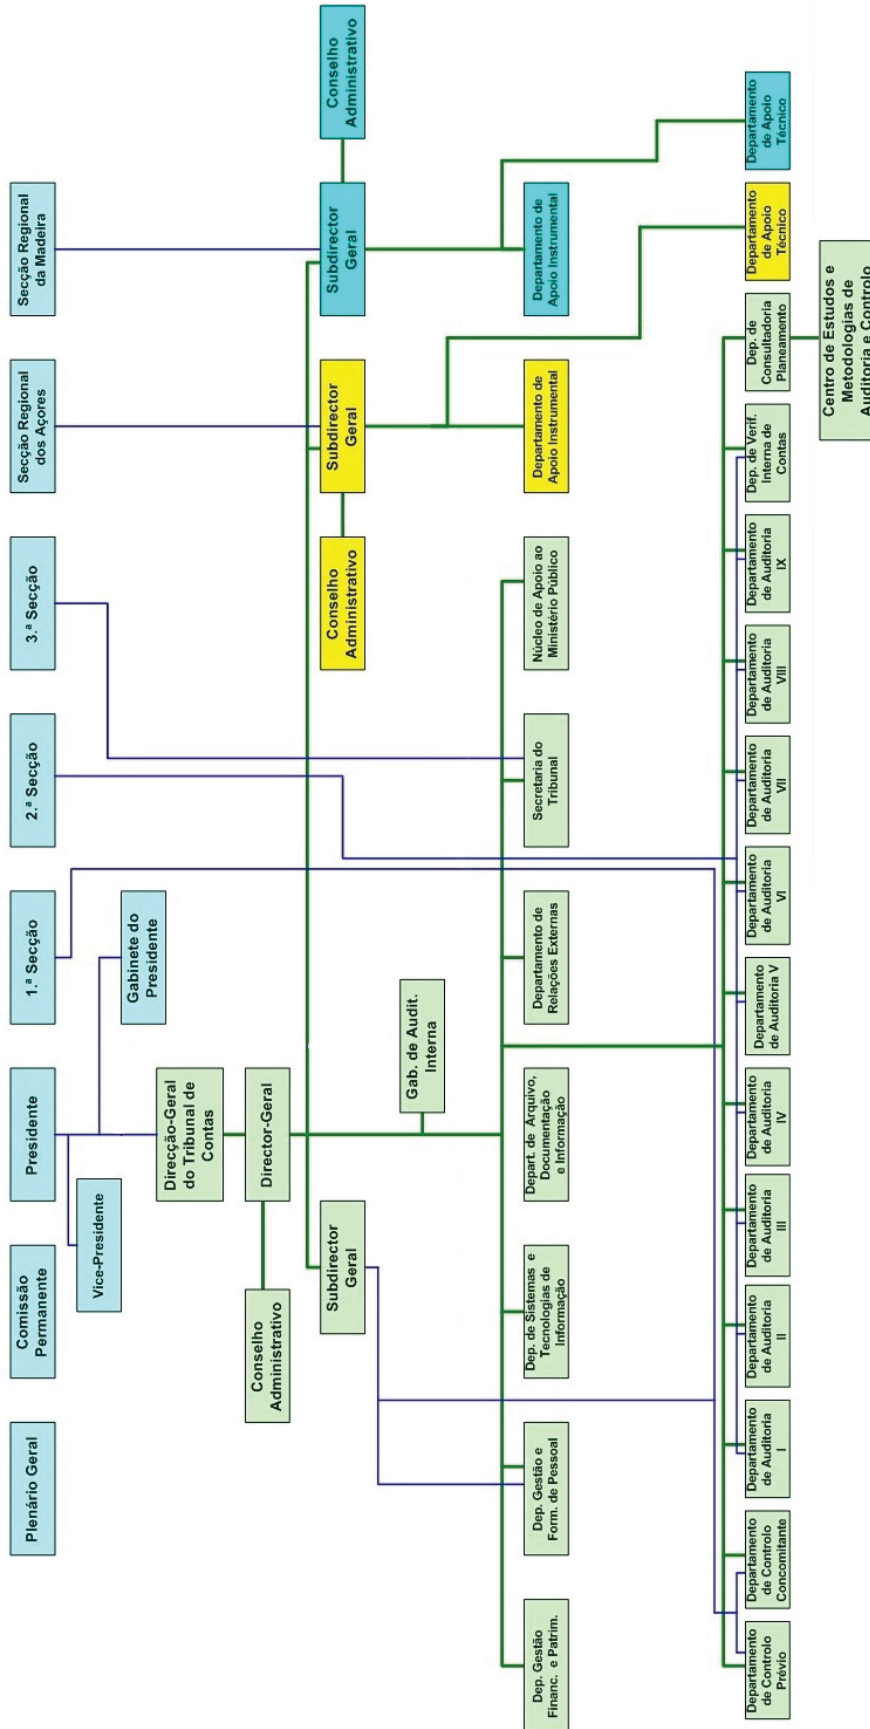 Plenário Geral
Comissão
Permanente
Presidente
1.ª Secção
2.ª Secção
3.ª Secção
Secção Regional
dos Açores
Secção Regional
da Madeira
Vice-Presidente
Gabinete do
Presidente
Direcção-Geral
do Tribunal de
Contas
Conselho
Administrativo
Director-Geral
Subdirector
Geral
Conselho
Administrativo
Subdirector
Geral
Subdirector
Geral
Conselho
Administrativo
Gab. de Audit.
Interna
Dep. Gestão
Financ. e Patrim.
Dep. Gestão e
Form. de Pessoal
Dep. de Sistemas e
Tecnologias de
Informação
Depart. de Arquivo,
Documentação
e Informação
Departamento de
Relações Externas
Secretaria do
Tribunal
Núcleo de Apoio ao
Ministério Público
Departamento de
Apoio Instrumental
Departamento de
Apoio Instrumental
Departamento
de Controlo
Prévio
Departamento
de Controlo
Concomitante
Departamento
de Auditoria
I
Departamento
de Auditoria
II
Departamento
de Auditoria
III
Departamento
de Auditoria
IV
Departamento
de Auditoria V
Departamento
de Auditoria
VI
Departamento
de Auditoria
VII
Departamento
de Auditoria
VIII
Departamento
de Auditoria
IX
Dep. de Verif.
Interna de
Contas
Dep. de
Consultadoria
Planeamento
Departamento
de Apoio
Técnico
Departamento
de Apoio
Técnico
Centro de Estudos e
Metodologias de
Auditoria e Controlo